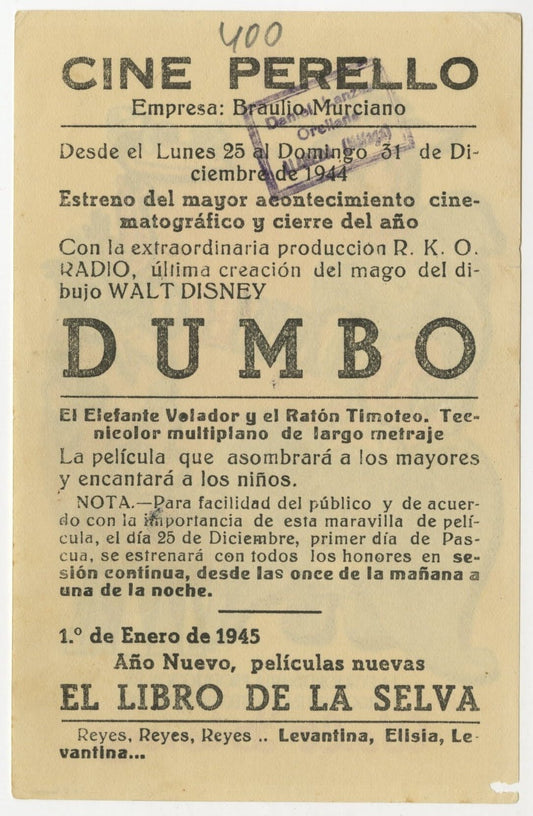 400
CINE PERELLO
Empresa: Braulio Murciano
Desde el Lunes 25 al Domingo 31 de Di-
ciembre de 1944
Estreno del mayor acontecimiento cine-
matográfico y cierre del año
Con la extraordinaria producción R. K. O.
RADIO, última creación del mago del di-
bujo WALT DISNEY
DUMBO
El Elefante Volador y el Ratón Timoteo. Tec-
nicolor multiplano de largo metraje
La película que asombrará a los mayores
y encantará a los niños.
NOTA.—Para facilidad del público y de acuer-
do con la importancia de esta maravilla de pelí-
cula, el día 25 de Diciembre, primer día de Pas-
cua, se estrenará con todos los honores en se-
sión continua, desde las once de la mañana a
una de la noche.
1.º de Enero de 1945
Año Nuevo, películas nuevas
EL LIBRO DE LA SELVA
Reyes, Reyes, Reyes .. Levantina, Elisia, Le-
vantina...
Orellana
(Málaga)